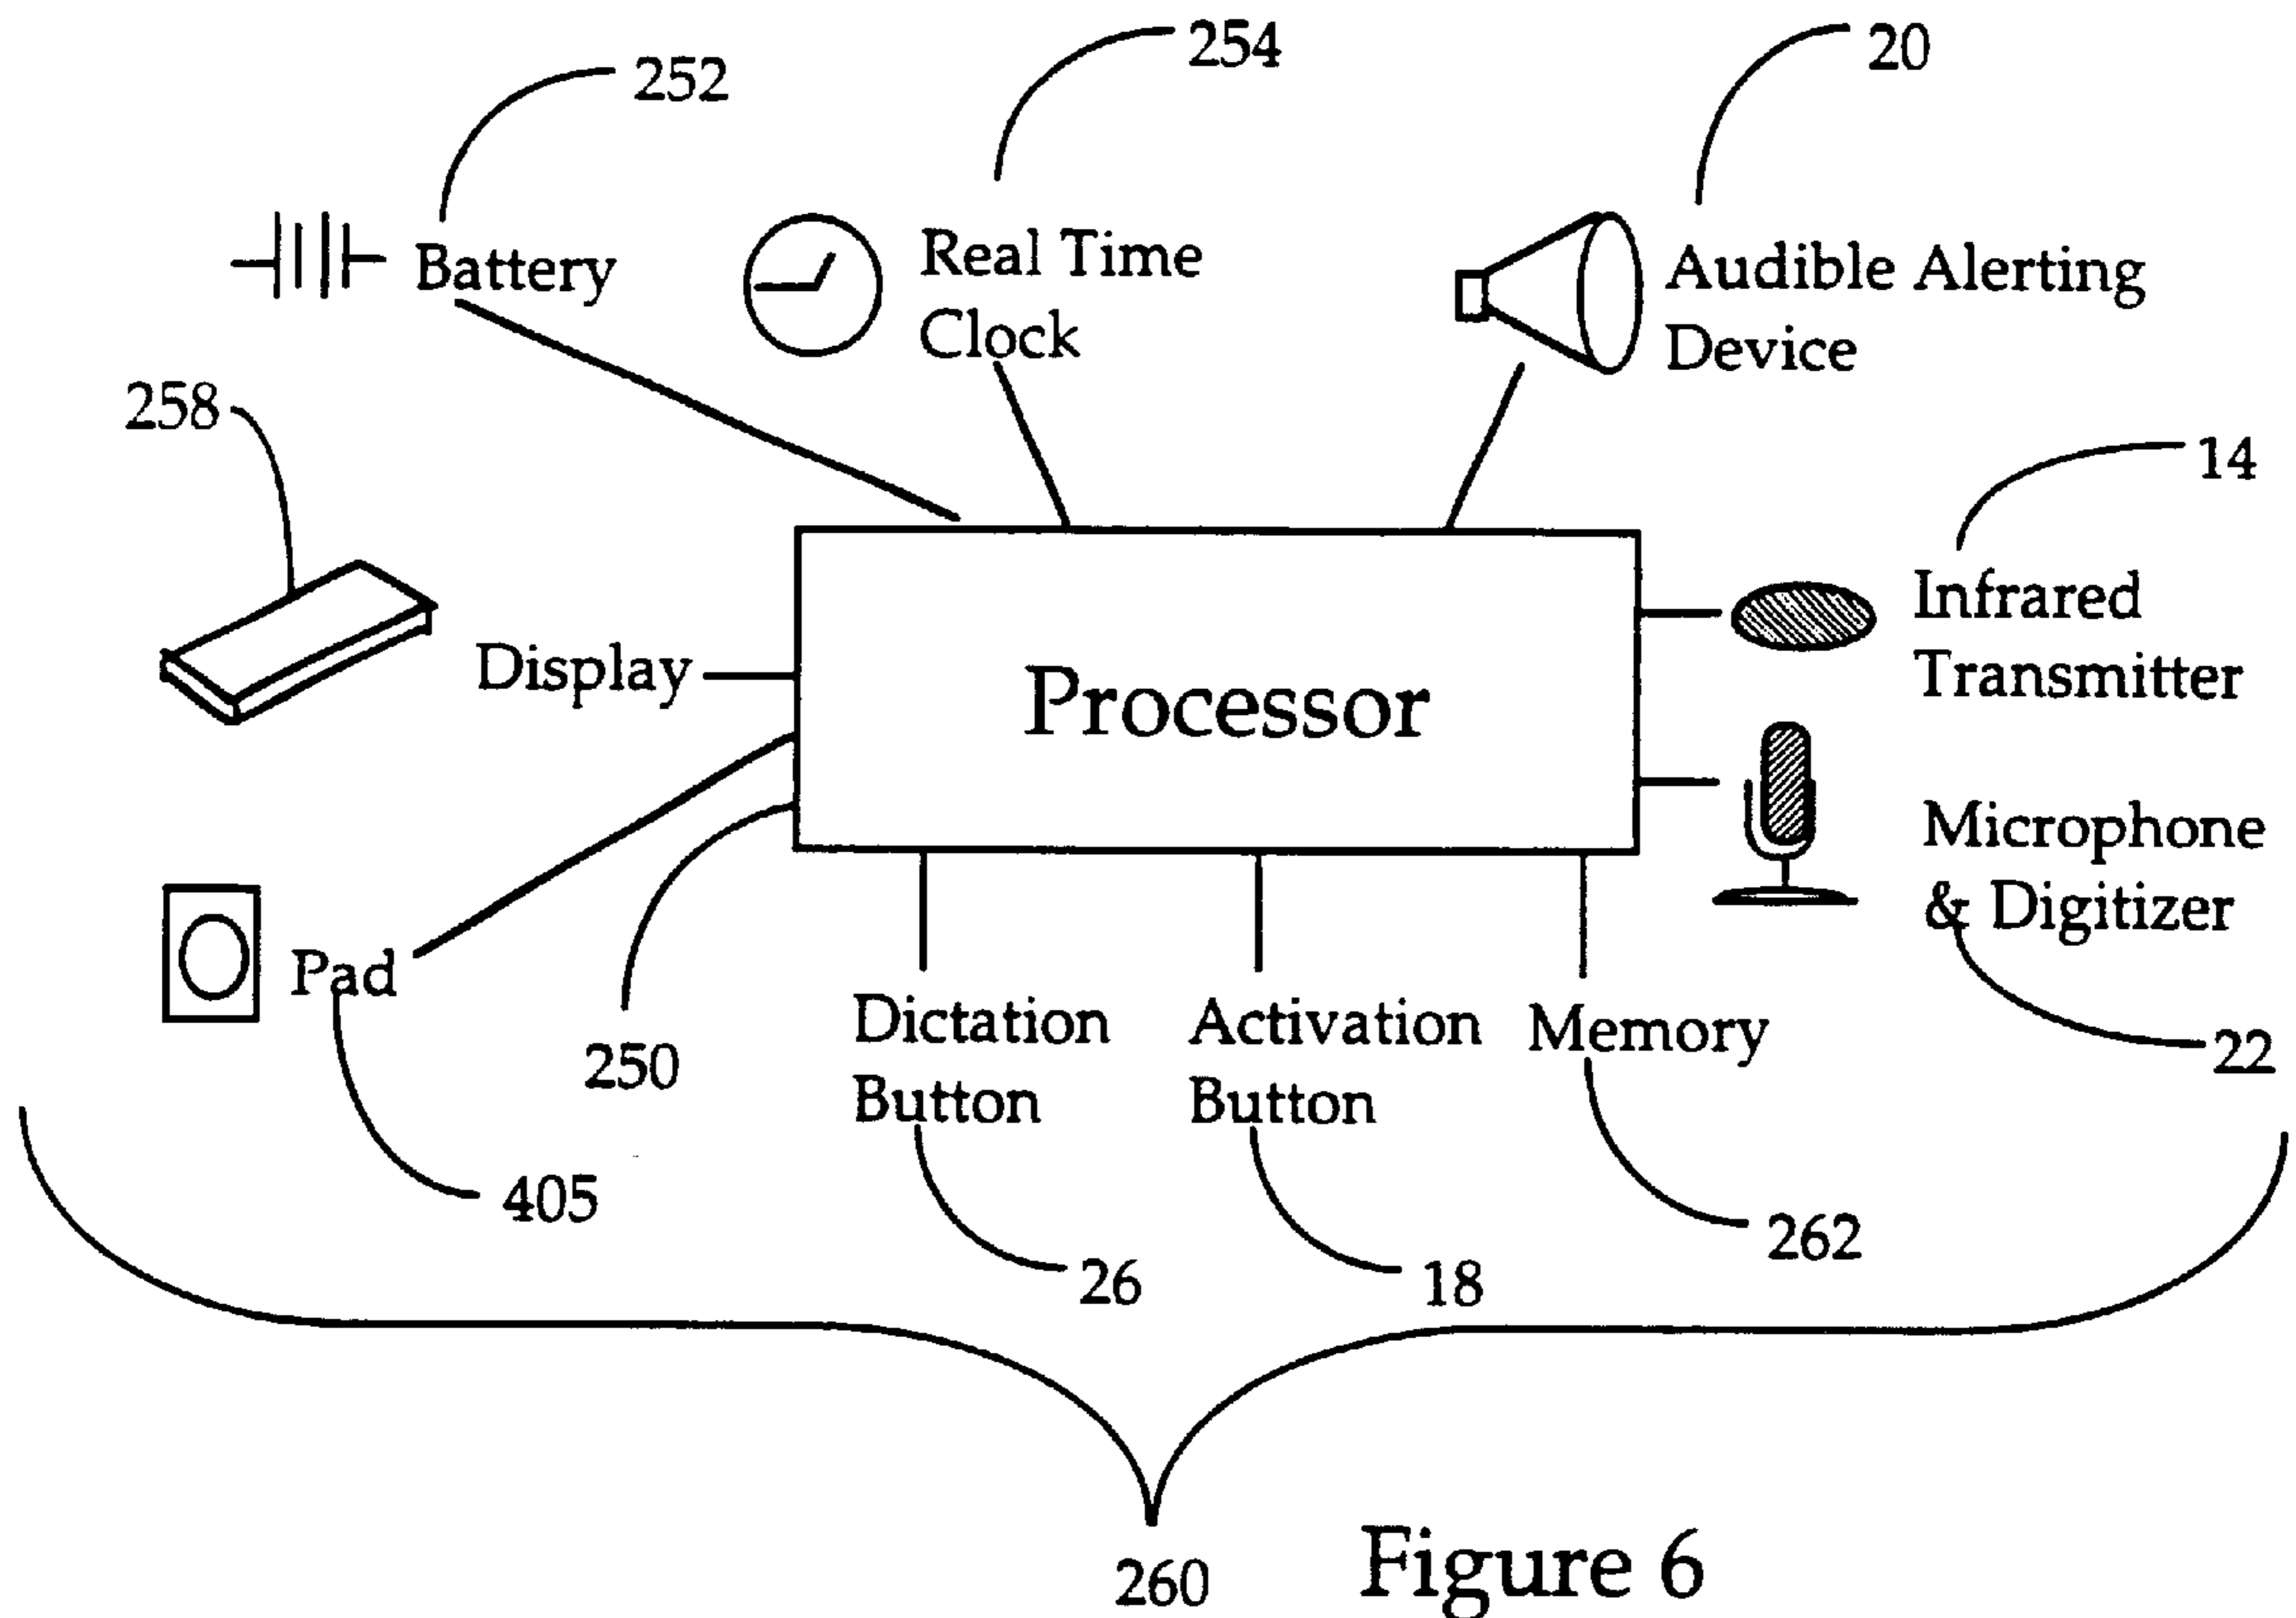 252
254
20
Battery
Real Time
Clock
Audible Alerting
Device
258
14
Infrared
Transmitter
Display
Processor
Microphone
& Digitizer
Pad
250
Dictation
Button
Activation
Button
Memory
22
405
26
18
262
260
Figure 6